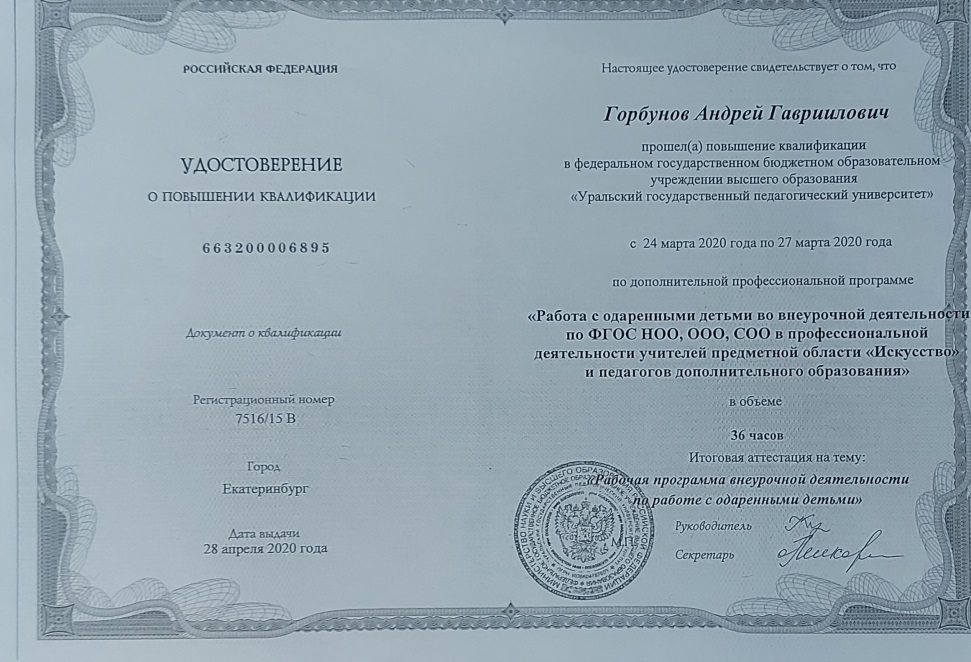 РОССИЙСКАЯ ФЕДЕРАЦИЯ
УДОСТОВЕРЕНИЕ
О ПОВЫШЕНИИ КВАЛИФИКАЦИИ
663200006895
Документ о квалификации
Регистрационный номер
7516/15 В
Город
Екатеринбург
Дата выдачи
28 апреля 2020 года
Настоящее удостоверение свидетельствует о том, что
Горбунов Андрей Гавриилович
прошел(а) повышение квалификации
в федеральном государственном бюджетном образовательном
учреждении высшего образования
«Уральский государственный педагогический университет»
с 24 марта 2020 года по 27 марта 2020 года
по дополнительной профессиональной программе
«Работа с одаренными детьми во внеурочной деятельности
по ФГОС НОО, ООО, СОО в профессиональной
деятельности учителей предметной области «Искусство»
и педагогов дополнительного образования»
в объеме
36 часов
Итоговая аттестация на тему:
«Рабочая программа внеурочной деятельности
по работе с одаренными детьми»
М.П.
Руководитель
Секретарь